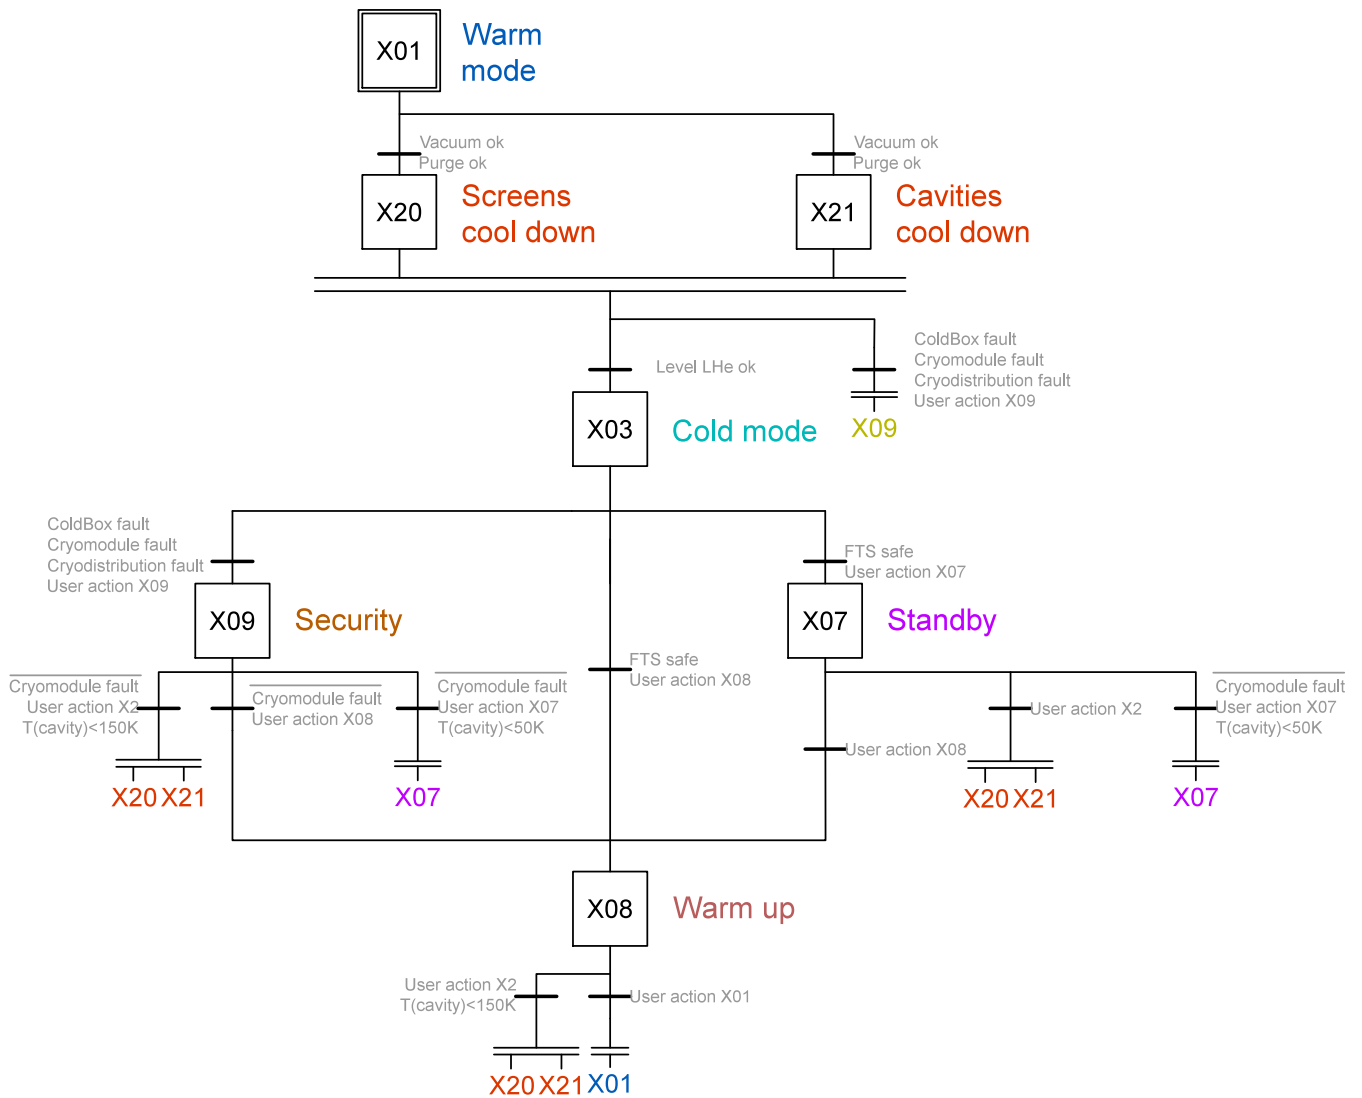 X01
Warm
mode
Vacuum ok
Purge ok
Vacuum ok
Purge ok
X20
Screens
cool down
X21
Cavities
cool down
Level LHe ok
ColdBox fault
Cryomodule fault
Cryodistribution fault
User action X09
X09
X03
Cold mode
ColdBox fault
Cryomodule fault
Cryodistribution fault
User action X09
FTS safe
User action X07
X09
Security
X07
Standby
Cryomodule fault
User action X2
T(cavity)<150K
Cryomodule fault
User action X08
Cryomodule fault
User action X07
T(cavity)<50K
FTS safe
User action X08
User action X08
User action X2
Cryomodule fault
User action X07
T(cavity)<50K
X20 X21
X07
X20 X21
X07
X08
Warm up
User action X2
T(cavity)<150K
User action X01
X20 X21
X01